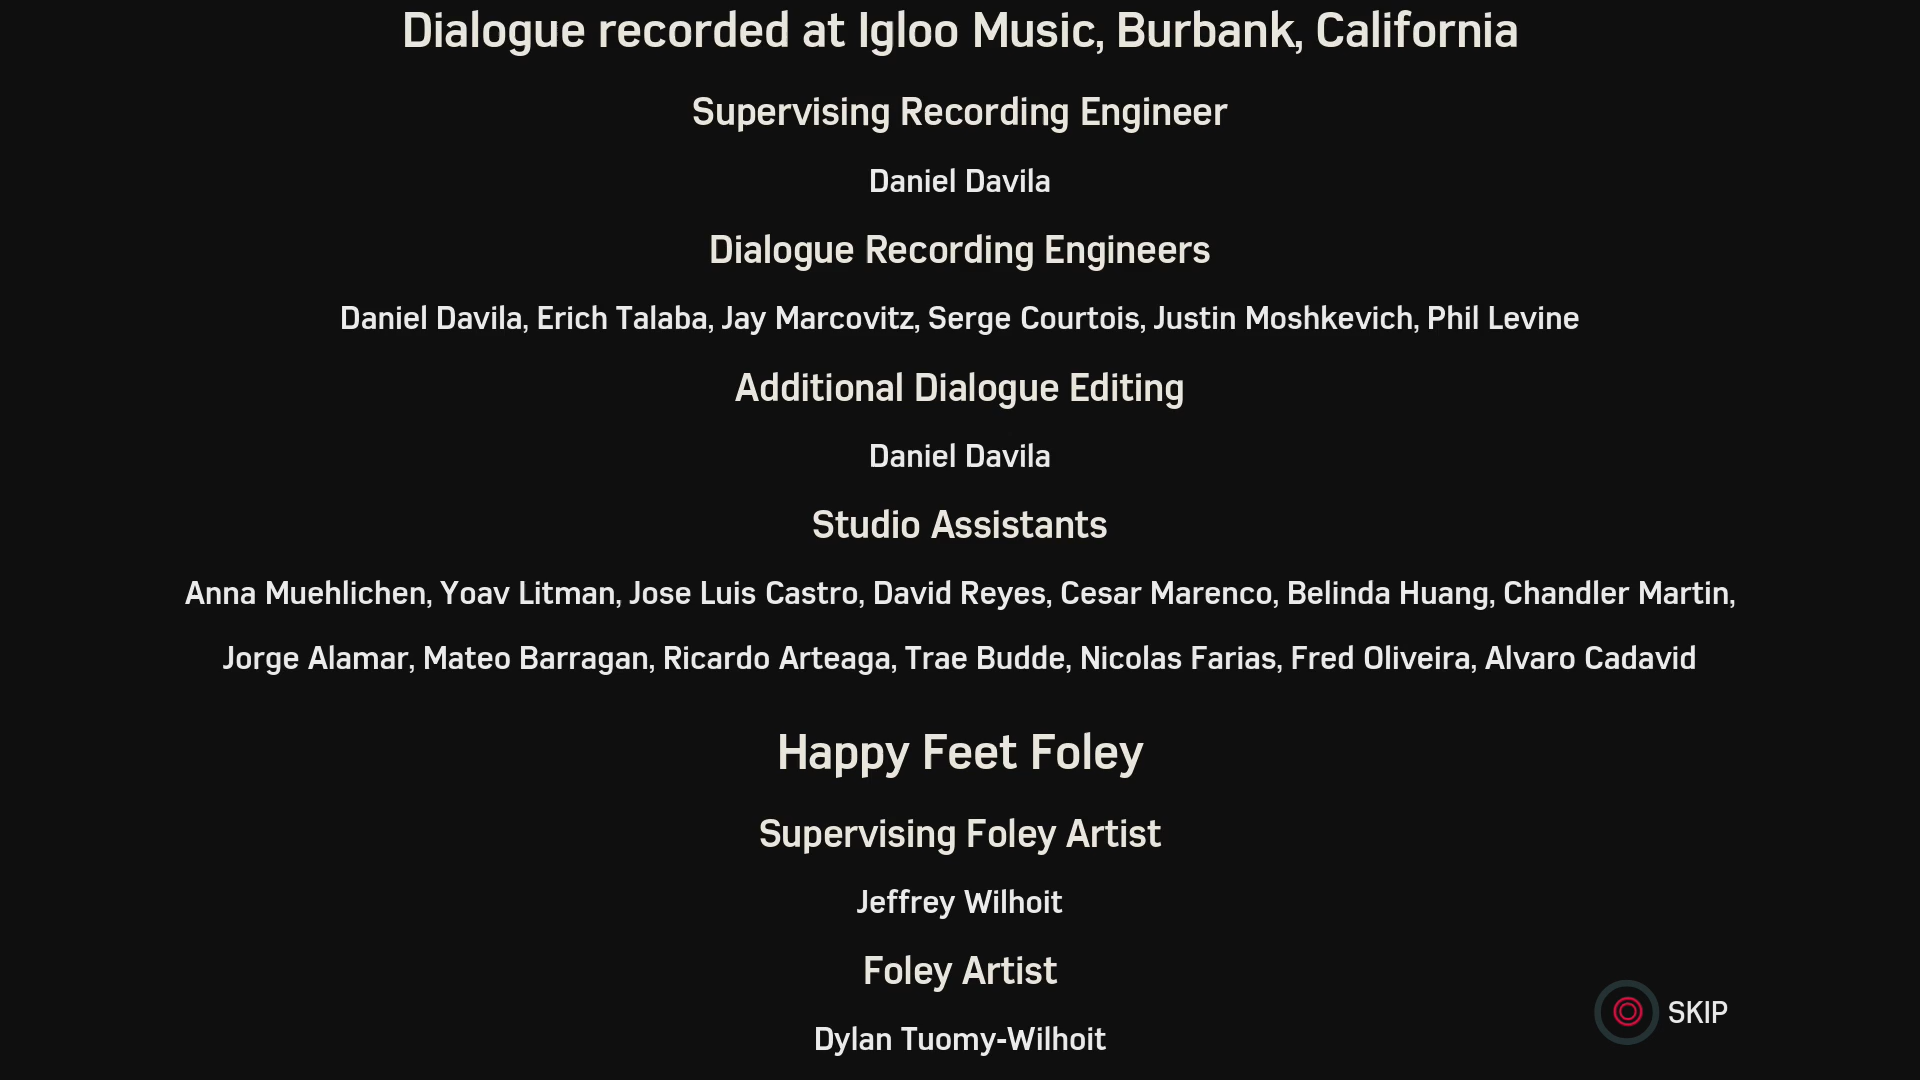 Dialogue recorded at Igloo Music, Burbank, California
Supervising Recording Engineer
Daniel Davila
Dialogue Recording Engineers
Daniel Davila, Erich Talaba, Jay Marcovitz, Serge Courtois, Justin Moshkevich, Phil Levine
Additional Dialogue Editing
Daniel Davila
Studio Assistants
Anna Muehlichen, Yoav Litman, Jose Luis Castro, David Reyes, Cesar Marenco, Belinda Huang, Chandler Martin,
Jorge Alamar, Mateo Barragan, Ricardo Arteaga, Trae Budde, Nicolas Farias, Fred Oliveira, Alvaro Cadavid
Happy Feet Foley
Supervising Foley Artist
Jeffrey Wilhoit
Foley Artist
SKIP
Dylan Tuomy-Wilhoit